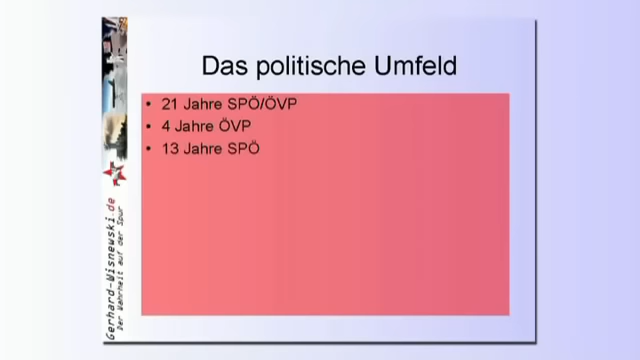 Das politische Umfeld
• 21 Jahre SPÖ/ÖVP
• 4 Jahre ÖVP
• 13 Jahre SPÖ
Gerhard-Wisnewski.de
Der Wahrheit auf der Spur